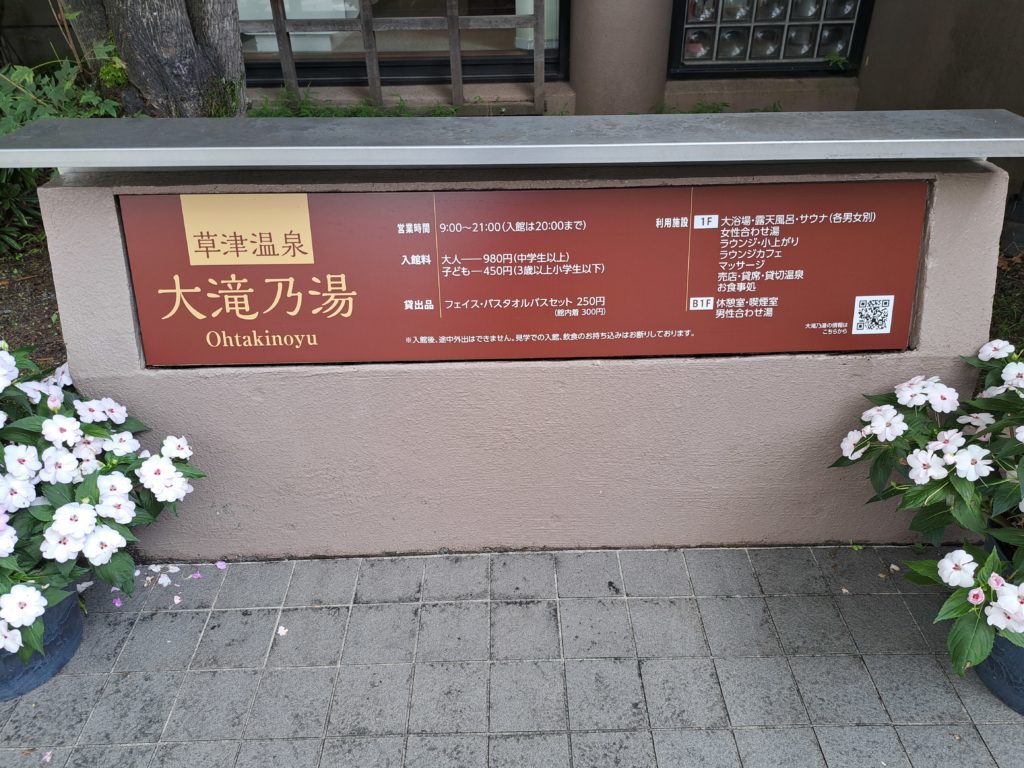 草津温泉
大滝乃湯
Ohtakinoyu
営業時間 9:00～21:00(入館は20:00まで)
入館料 大人——980円(中学生以上)
子ども—450円(3歳以上小学生以下)
貸出品 フェイス・バスタオルバスセット 250円
(館内着 300円)
※入館後、途中外出はできません。見学での入館、飲食のお持ち込みはお断りしております。
利用施設 1F 大浴場・露天風呂・サウナ(各男女別)
女性合わせ湯
ラウンジ・小上がり
ラウンジカフェ
マッサージ
売店・貸席・貸切温泉
お食事処
B1F 休憩室・喫煙室
男性合わせ湯
大滝乃湯の情報は
こちらから